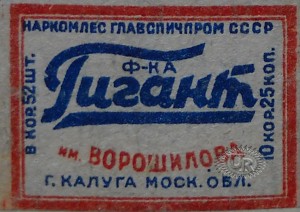 НАРКОМЛЕС ГЛАВСПИЧПРОМ СССР
В КОР. 52 ШТ.
Ф-КА
Гигант
им. ВОРОШИЛОВА
10 КОР. 25 КОП.
Г. КАЛУГА МОСК. ОБЛ.